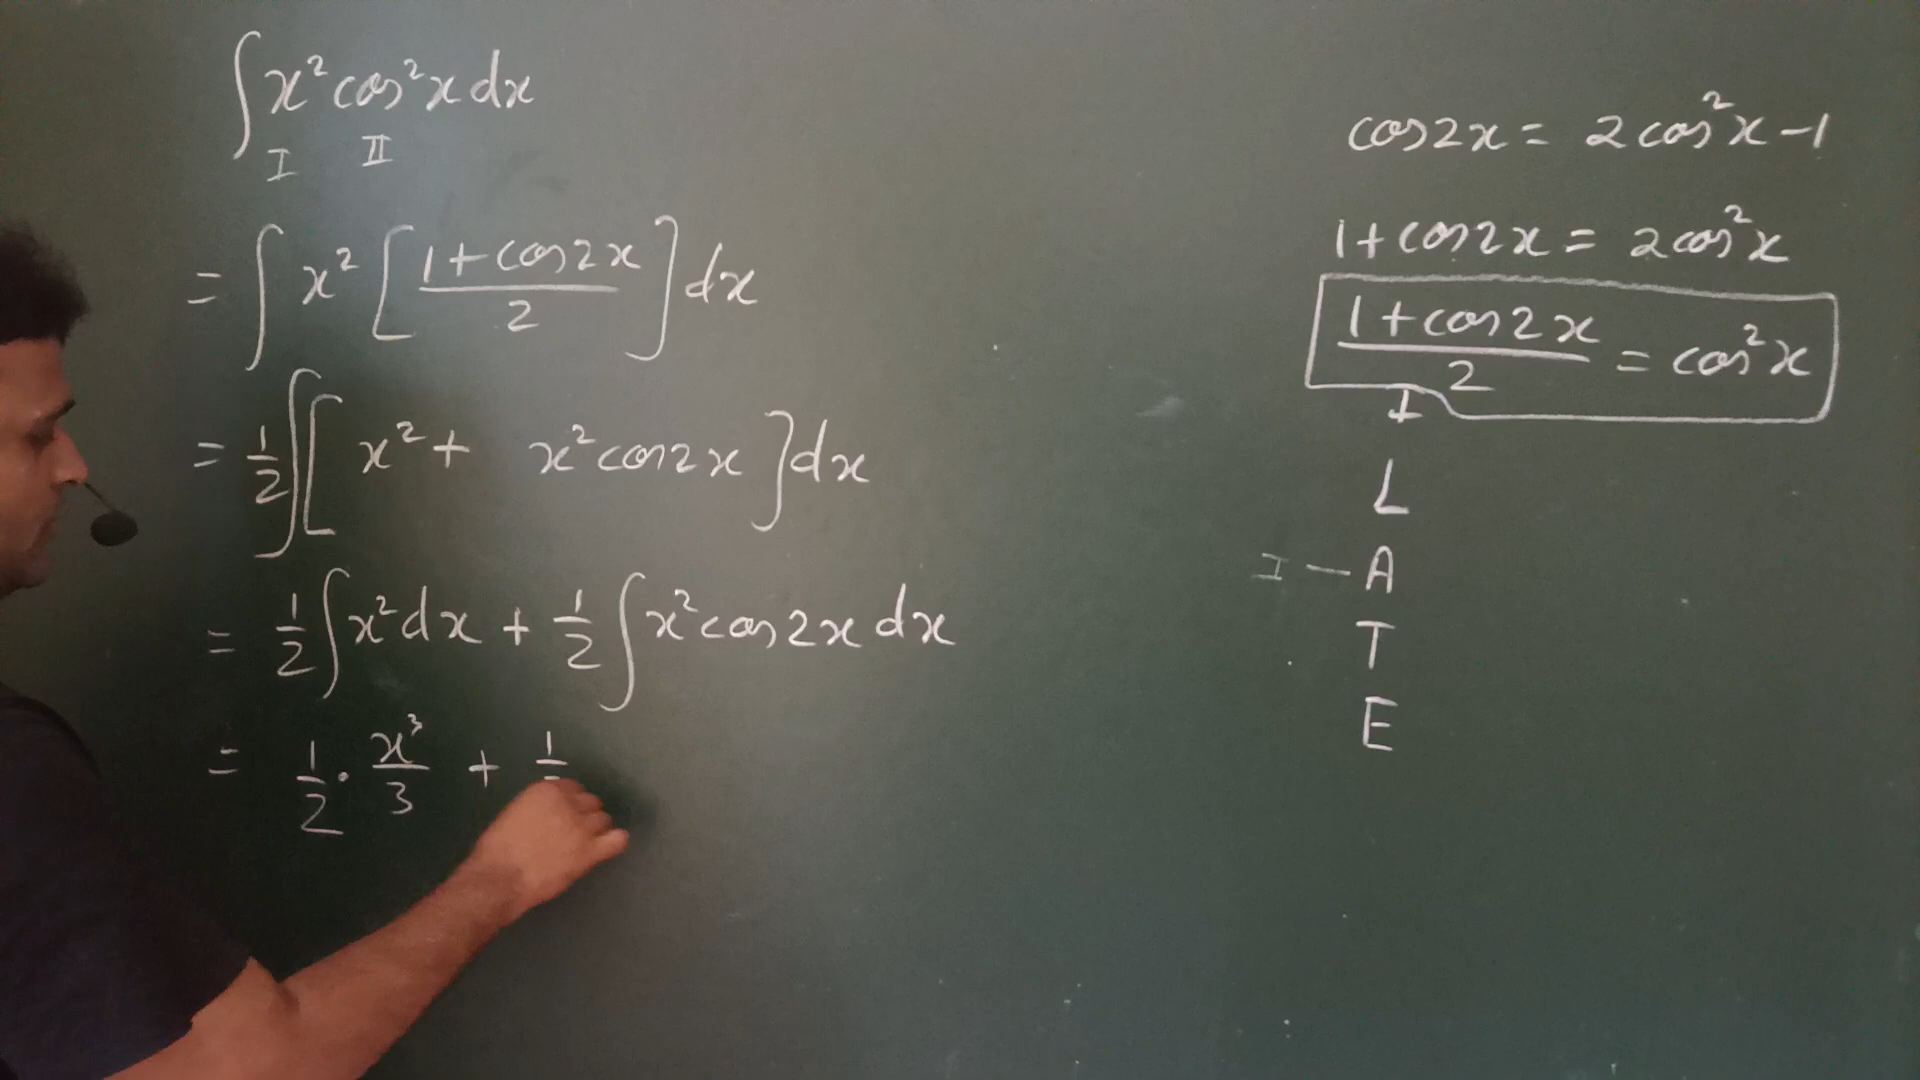 ∫x²cos²x dx
I II
= ∫ x² [ (1+cos2x)/2 ] dx
= 1/2 ∫[ x² + x²cos2x ] dx
= 1/2 ∫x²dx + 1/2 ∫x²cos2x dx
= 1/2 · x³/3 + 1
cos2x = 2cos²x-1
1+cos2x = 2cos²x
(1+cos2x)/2 = cos²x
I
L
I - A
T
E